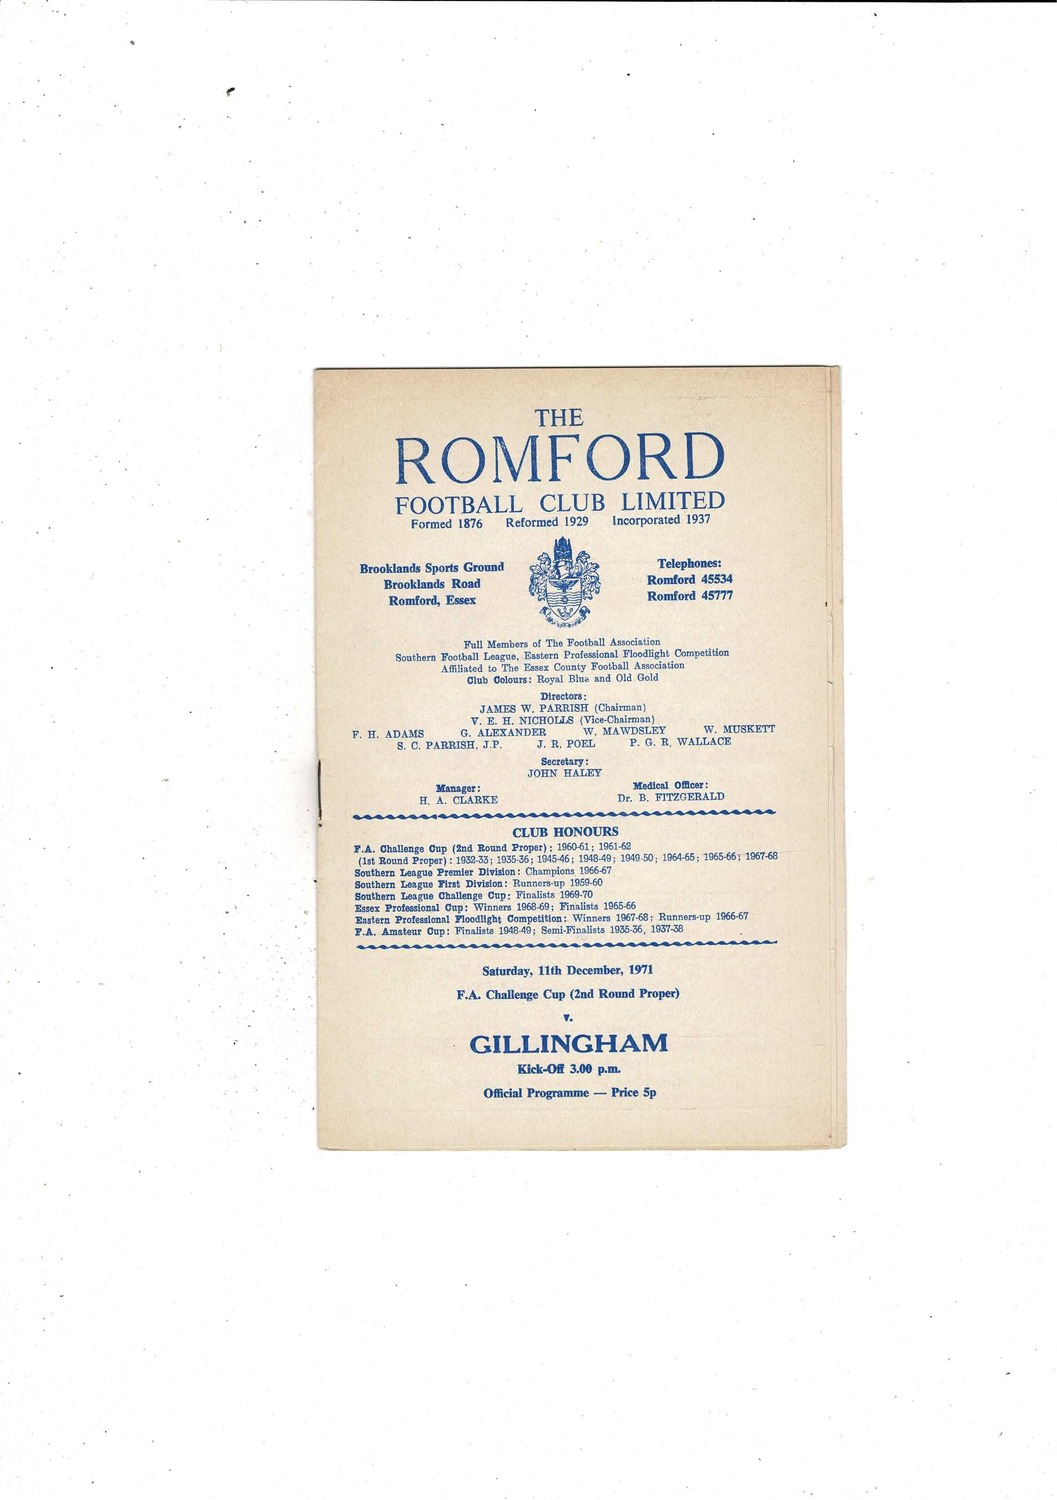 THE
ROMFORD
FOOTBALL CLUB LIMITED
Formed 1876 Reformed 1929 Incorporated 1937
Brooklands Sports Ground
Brooklands Road
Romford, Essex
Telephones:
Romford 45534
Romford 45777
Full Members of The Football Association
Southern Football League, Eastern Professional Floodlight Competition
Affiliated to The Essex County Football Association
Club Colours: Royal Blue and Old Gold
Directors:
JAMES W. PARRISH (Chairman)
V. E. H. NICHOLLS (Vice-Chairman)
F. H. ADAMS G. ALEXANDER W. MAWDSLEY W. MUSKETT
S. C. PARRISH, J.P. J. R. POEL P. G. R. WALLACE
Secretary:
JOHN HALEY
Manager:
H. A. CLARKE
Medical Officer:
Dr. B. FITZGERALD
CLUB HONOURS
F.A. Challenge Cup (2nd Round Proper): 1960-61; 1961-62
(1st Round Proper): 1932-33; 1935-36; 1945-46; 1948-49; 1949-50; 1964-65; 1965-66; 1967-68
Southern League Premier Division: Champions 1966-67
Southern League First Division: Runners-up 1959-60
Southern League Challenge Cup: Finalists 1969-70
Essex Professional Cup: Winners 1968-69; Finalists 1965-66
Eastern Professional Floodlight Competition: Winners 1967-68; Runners-up 1966-67
F.A. Amateur Cup: Finalists 1948-49; Semi-Finalists 1935-36, 1937-38
Saturday, 11th December, 1971
F.A. Challenge Cup (2nd Round Proper)
v.
GILLINGHAM
Kick-Off 3.00 p.m.
Official Programme — Price 5p